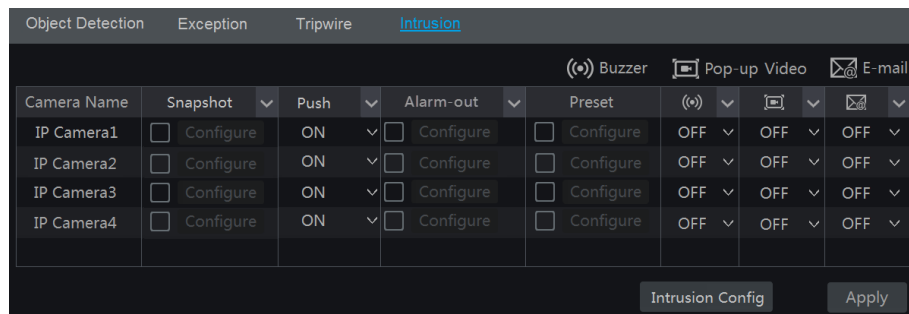 Object Detection Exception Tripwire Intrusion
Buzzer Pop-up Video E-mail
Camera Name Snapshot Push Alarm-out Preset
IP Camera1 Configure ON Configure Configure OFF OFF OFF
IP Camera2 Configure ON Configure Configure OFF OFF OFF
IP Camera3 Configure ON Configure Configure OFF OFF OFF
IP Camera4 Configure ON Configure Configure OFF OFF OFF
Intrusion Config Apply